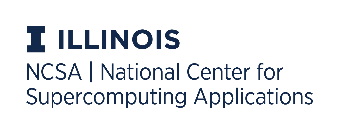 I ILLINOIS
NCSA | National Center for
Supercomputing Applications